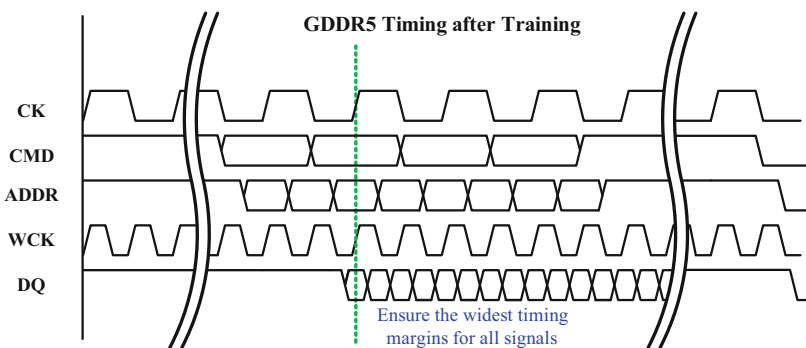 GDDR5 Timing after Training
CK
CMD
ADDR
WCK
DQ
Ensure the widest timing
margins for all signals